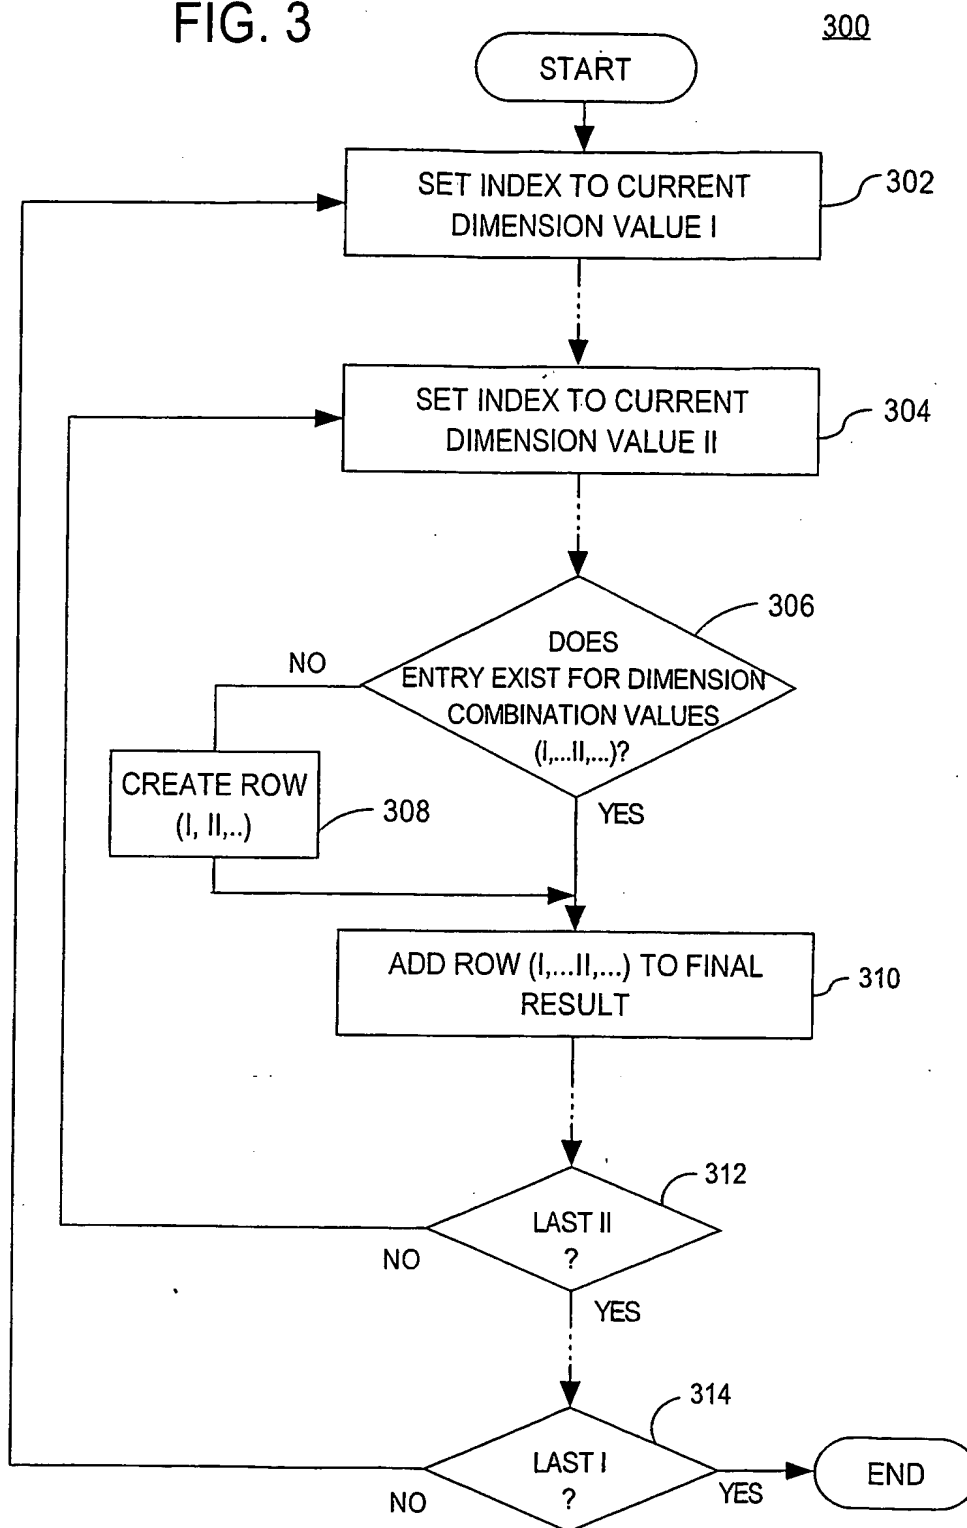 FIG. 3
300
START
SET INDEX TO CURRENT
DIMENSION VALUE I
302
SET INDEX TO CURRENT
DIMENSION VALUE II
304
306
DOES
ENTRY EXIST FOR DIMENSION
COMBINATION VALUES
(I,...II,...)?
NO
YES
CREATE ROW
(I, II,..)
308
ADD ROW (I,...II,...) TO FINAL
RESULT
310
312
LAST II
?
NO
YES
314
LAST I
?
NO
YES
END